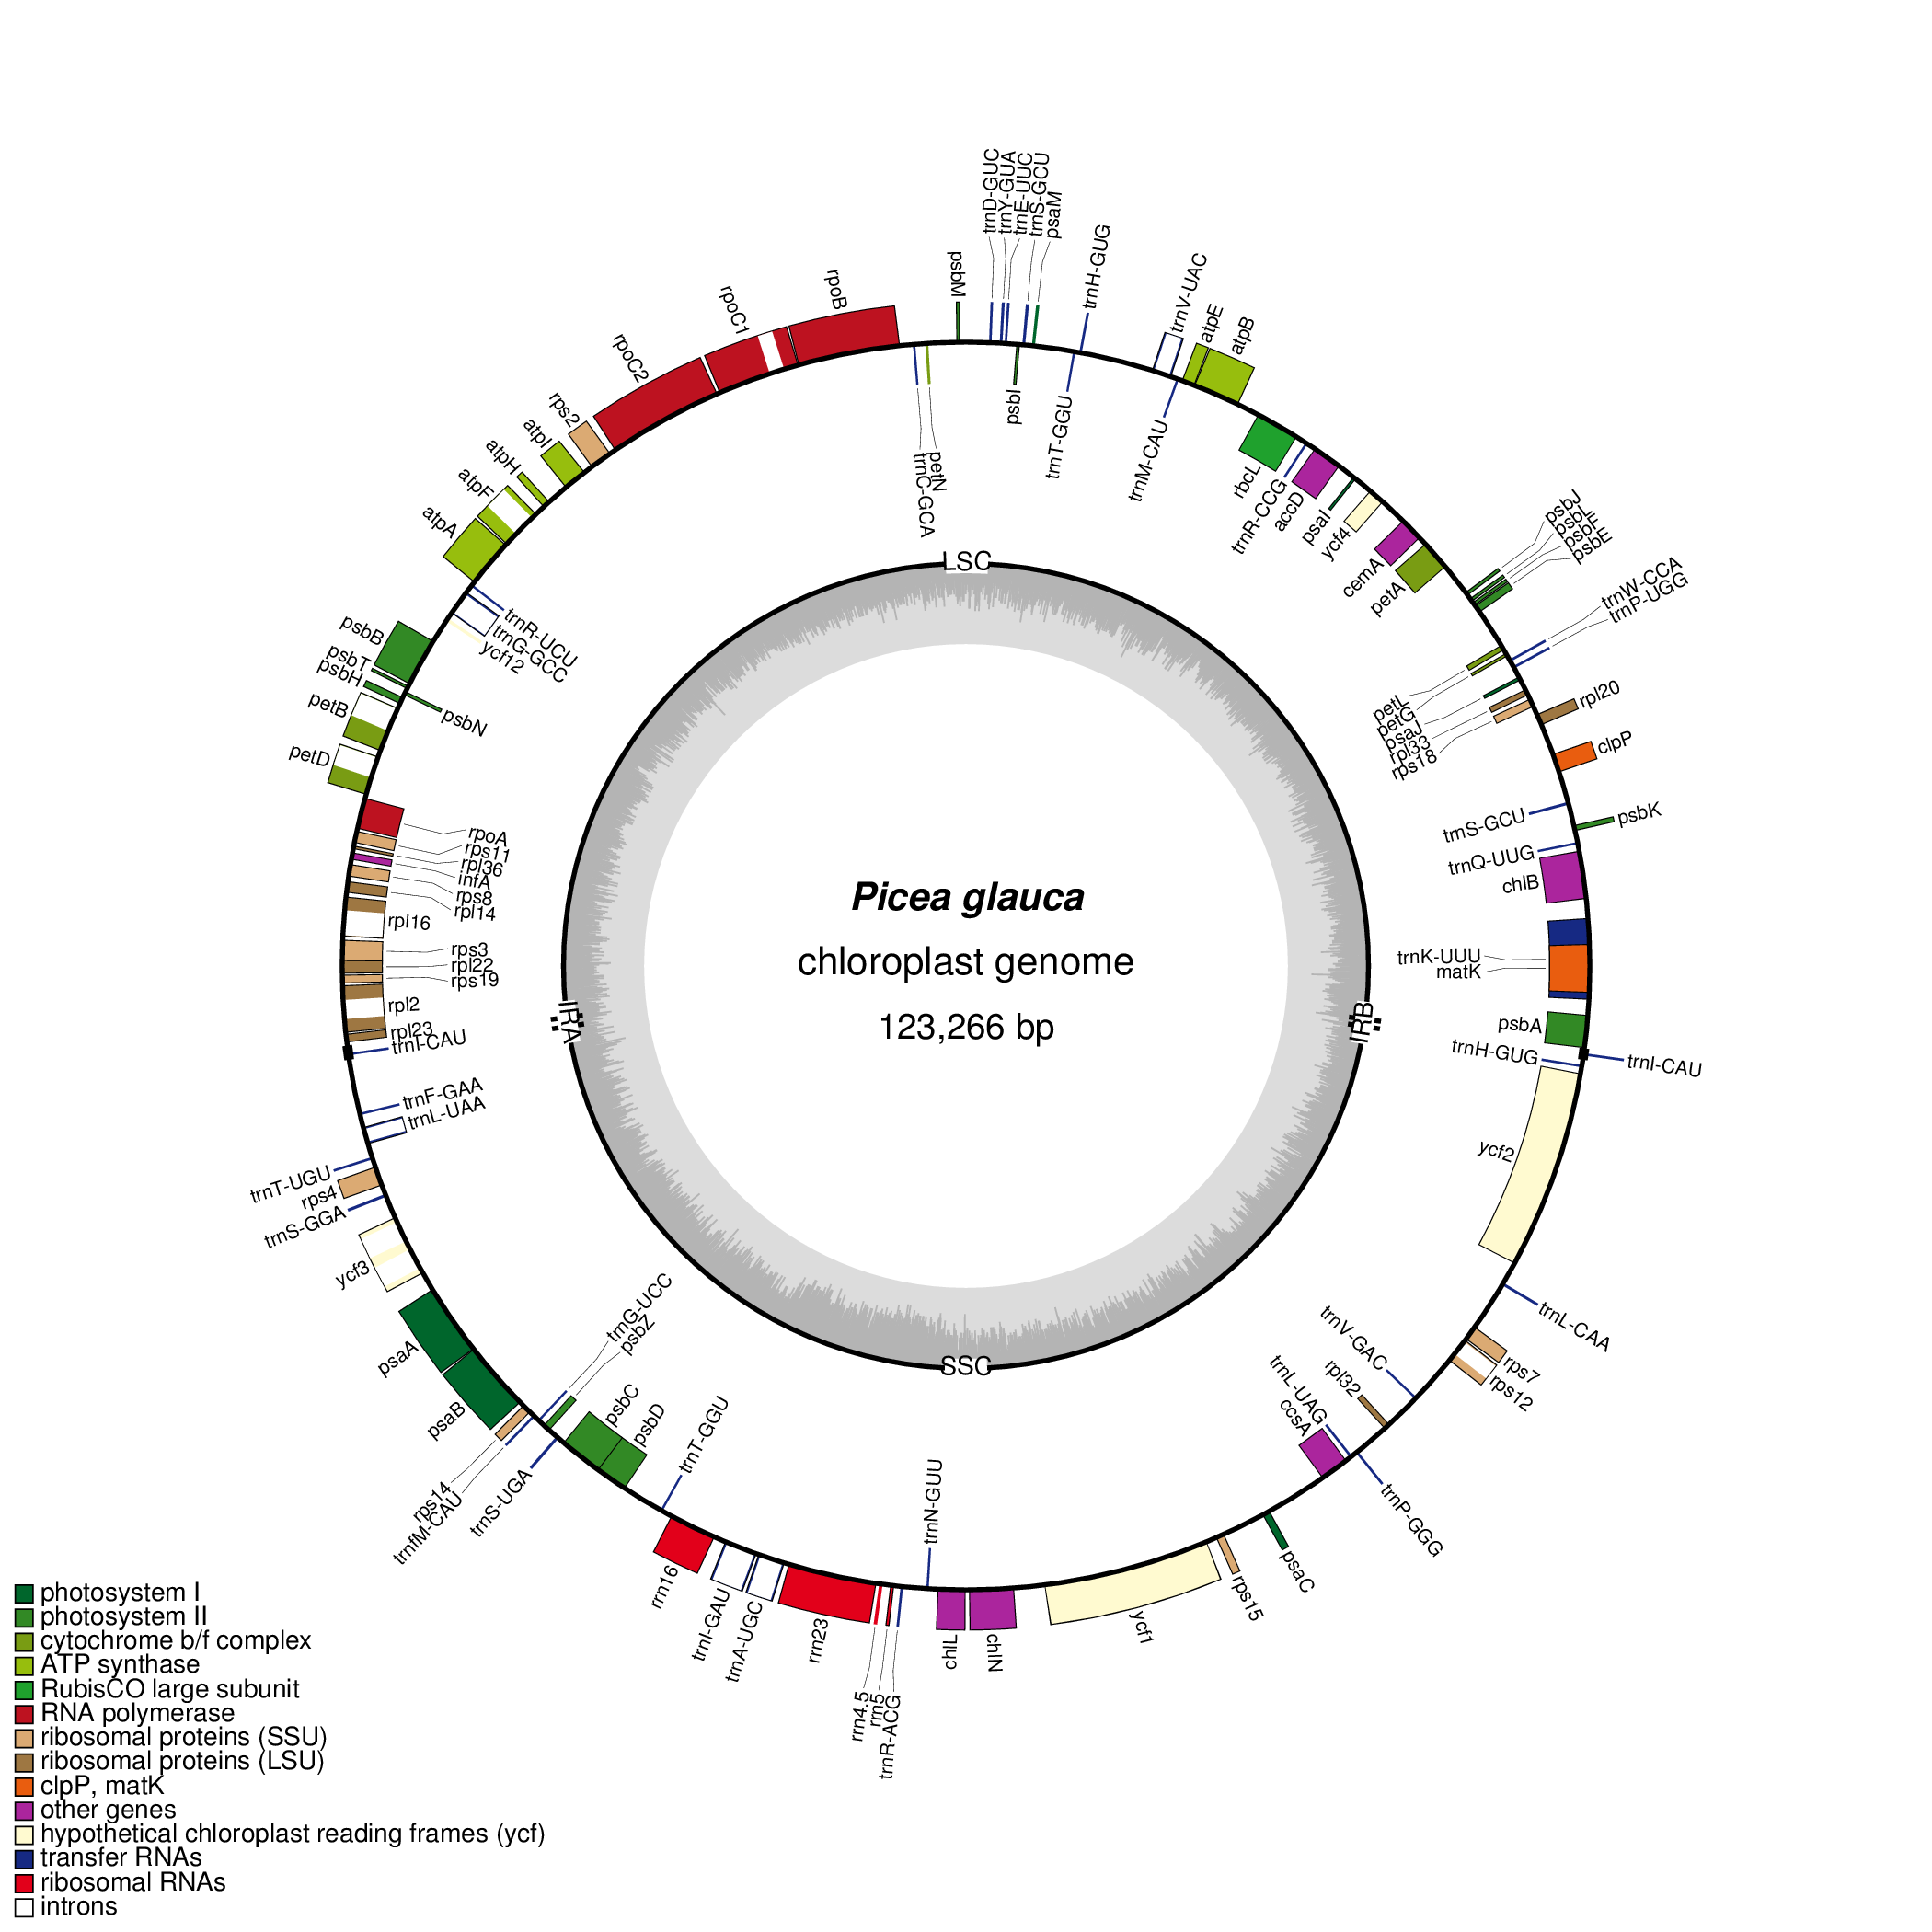 trnD-GUC
trnY-GUA
trnE-UUC
trnS-GCU
psaM
trnH-GUG
trnV-UAC
atpE
atpB
psbJ
psbL
psbF
psbE
trnW-CCA
trnP-UGG
rpl20
clpP
psbK
trnI-CAU
trnL-CAA
rps7
rps12
trnP-GGG
psaC
rps15
ycf1
chlN
chlL
trnR-ACG
rrn5
rrn4.5
rrn23
trnA-UGC
trnI-GAU
rrn16
trnS-UGA
trnfM-CAU
rps14
psaB
psaA
ycf3
trnS-GGA
rps4
trnT-UGU
petD
petB
psbH
psbT
psbB
atpA
atpF
atpH
atpI
rps2
rpoC2
rpoC1
rpoB
psbM
petN
trnC-GCA
psbI
trnT-GGU
trnM-CAU
rbcL
trnR-CCG
accD
psaI
ycf4
cemA
petA
petL
petG
psaJ
rpl33
rps18
trnS-GCU
trnQ-UUG
chlB
trnK-UUU
matK
psbA
trnH-GUG
ycf2
trnV-GAC
rpl32
trnL-UAG
ccsA
trnN-GUU
trnT-GGU
psbD
psbC
psbZ
trnG-UCC
trnL-UAA
trnF-GAA
trnI-CAU
rpl23
rpl2
rps19
rpl22
rps3
rpl16
rpl14
rps8
infA
rpl36
rps11
rpoA
psbN
ycf12
trnG-GCC
trnR-UCU
LSC
IRA
IRB
SSC
Picea glauca
chloroplast genome
123,266 bp
photosystem I
photosystem II
cytochrome b/f complex
ATP synthase
RubisCO large subunit
RNA polymerase
ribosomal proteins (SSU)
ribosomal proteins (LSU)
clpP, matK
other genes
hypothetical chloroplast reading frames (ycf)
transfer RNAs
ribosomal RNAs
introns